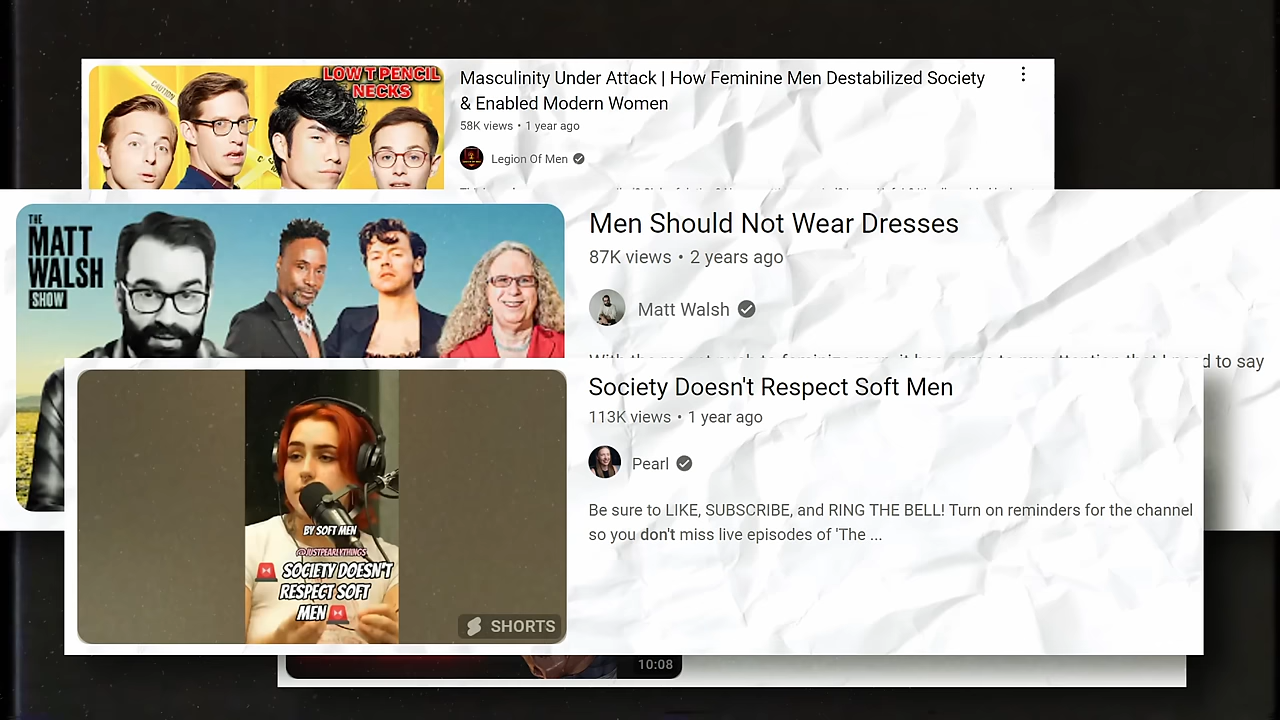 LOW T PENCIL
NECKS
CAUTION
Masculinity Under Attack | How Feminine Men Destabilized Society
& Enabled Modern Women
58K views • 1 year ago
Legion Of Men
THE
MATT
WALSH
SHOW
Men Should Not Wear Dresses
87K views • 2 years ago
Matt Walsh
to say
BY SOFT MEN
@JUSTPEARLYTHINGS
🚨 SOCIETY DOESN'T
RESPECT SOFT
MEN 🚨
SHORTS
Society Doesn't Respect Soft Men
113K views • 1 year ago
Pearl
Be sure to LIKE, SUBSCRIBE, and RING THE BELL! Turn on reminders for the channel
so you don't miss live episodes of 'The ...
10:08